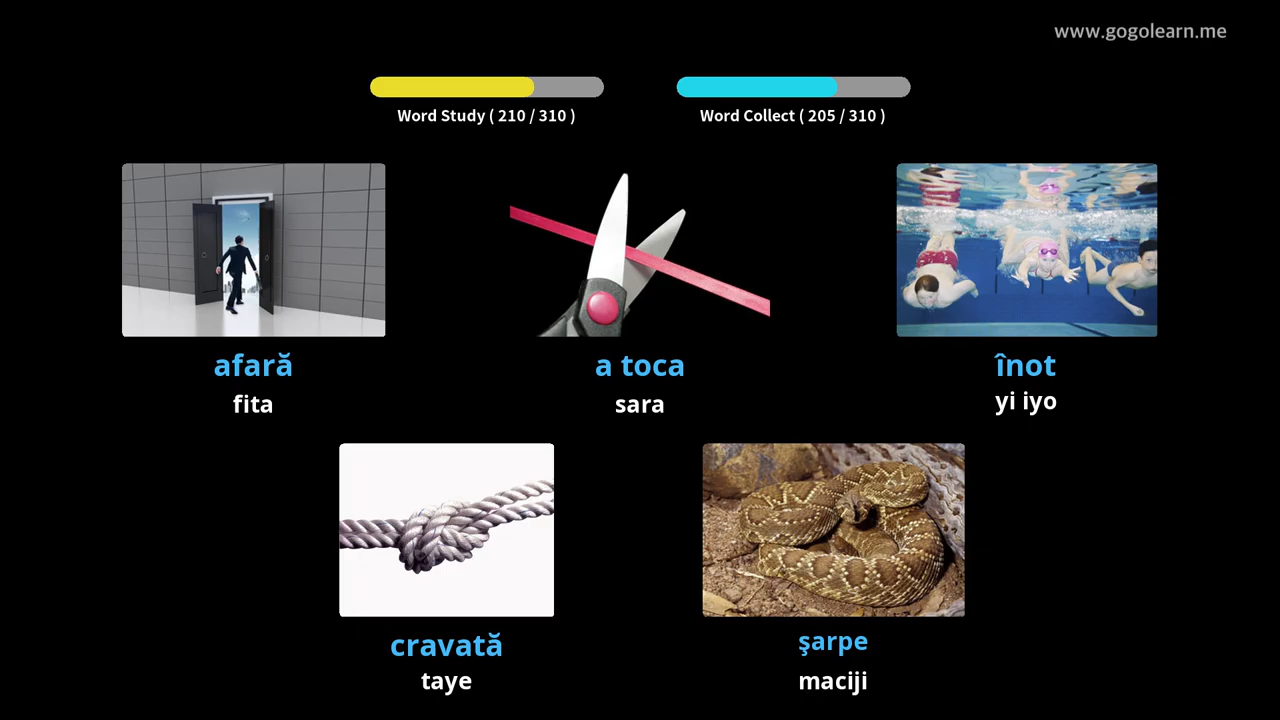 www.gogolearn.me
Word Study ( 210 / 310 )
Word Collect ( 205 / 310 )
afară
fita
a toca
sara
înot
yi iyo
cravată
taye
şarpe
maciji